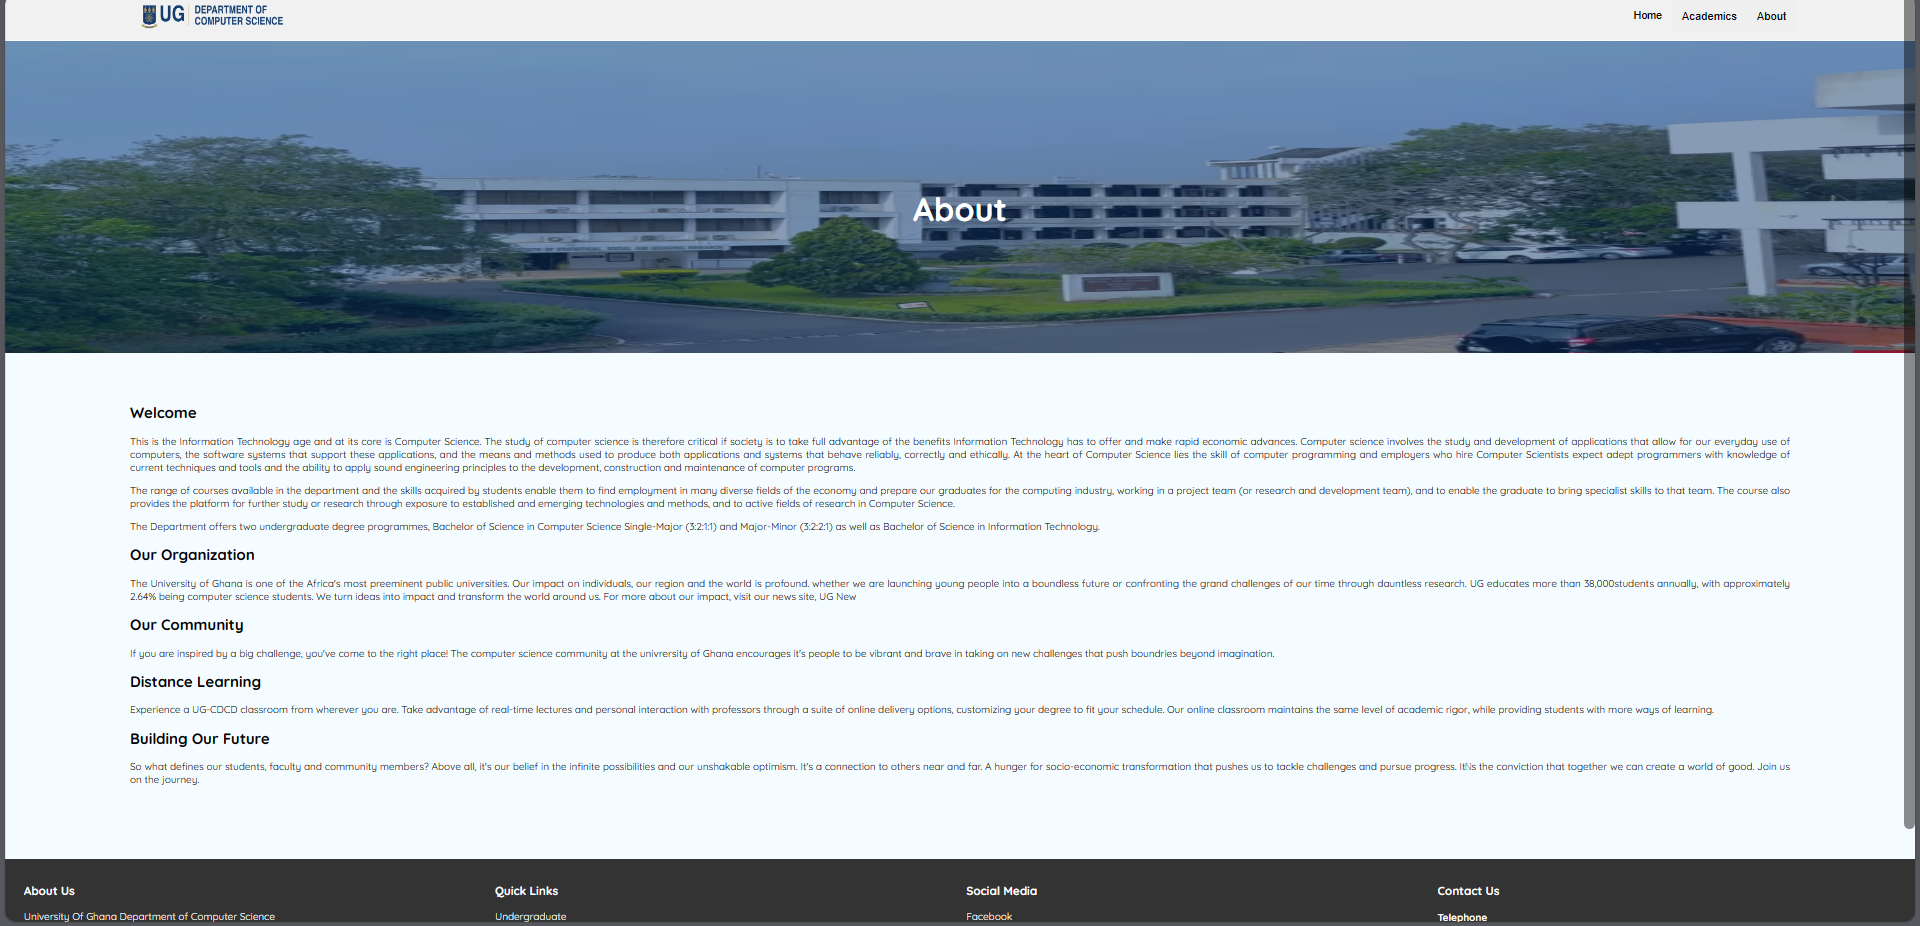 UG DEPARTMENT OF
COMPUTER SCIENCE
Home Academics About
About
Welcome
This is the Information Technology age and at its core is Computer Science. The study of computer science is therefore critical if society is to take full advantage of the benefits Information Technology has to offer and make rapid economic advances. Computer science involves the study and development of applications that allow for our everyday use of
computers, the software systems that support these applications, and the means and methods used to produce both applications and systems that behave reliably, correctly and ethically. At the heart of Computer Science lies the skill of computer programming and employers who hire Computer Scientists expect adept programmers with knowledge of
current techniques and tools and the ability to apply sound engineering principles to the development, construction and maintenance of computer programs.
The range of courses available in the department and the skills acquired by students enable them to find employment in many diverse fields of the economy and prepare our graduates for the computing industry, working in a project team (or research and development team), and to enable the graduate to bring specialist skills to that team. The course also
provides the platform for further study or research through exposure to established and emerging technologies and methods, and to active fields of research in Computer Science.
The Department offers two undergraduate degree programmes, Bachelor of Science in Computer Science Single-Major (3:2:1:1) and Major-Minor (3:2:2:1) as well as Bachelor of Science in Information Technology.
Our Organization
The University of Ghana is one of the Africa's most preeminent public universities. Our impact on individuals, our region and the world is profound. whether we are launching young people into a boundless future or confronting the grand challenges of our time through dauntless research. UG educates more than 38,000students annually, with approximately
2.64% being computer science students. We turn ideas into impact and transform the world around us. For more about our impact, visit our news site, UG New
Our Community
If you are inspired by a big challenge, you've come to the right place! The computer science community at the univrersity of Ghana encourages it's people to be vibrant and brave in taking on new challenges that push boundries beyond imagination.
Distance Learning
Experience a UG-CDCD classroom from wherever you are. Take advantage of real-time lectures and personal interaction with professors through a suite of online delivery options, customizing your degree to fit your schedule. Our online classroom maintains the same level of academic rigor, while providing students with more ways of learning.
Building Our Future
So what defines our students, faculty and community members? Above all, it's our belief in the infinite possibilities and our unshakable optimism. It's a connection to others near and far. A hunger for socio-economic transformation that pushes us to tackle challenges and pursue progress. It's the conviction that together we can create a world of good. Join us
on the journey.
About Us
University Of Ghana Department of Computer Science
Quick Links
Undergraduate
Social Media
Facebook
Contact Us
Telephone